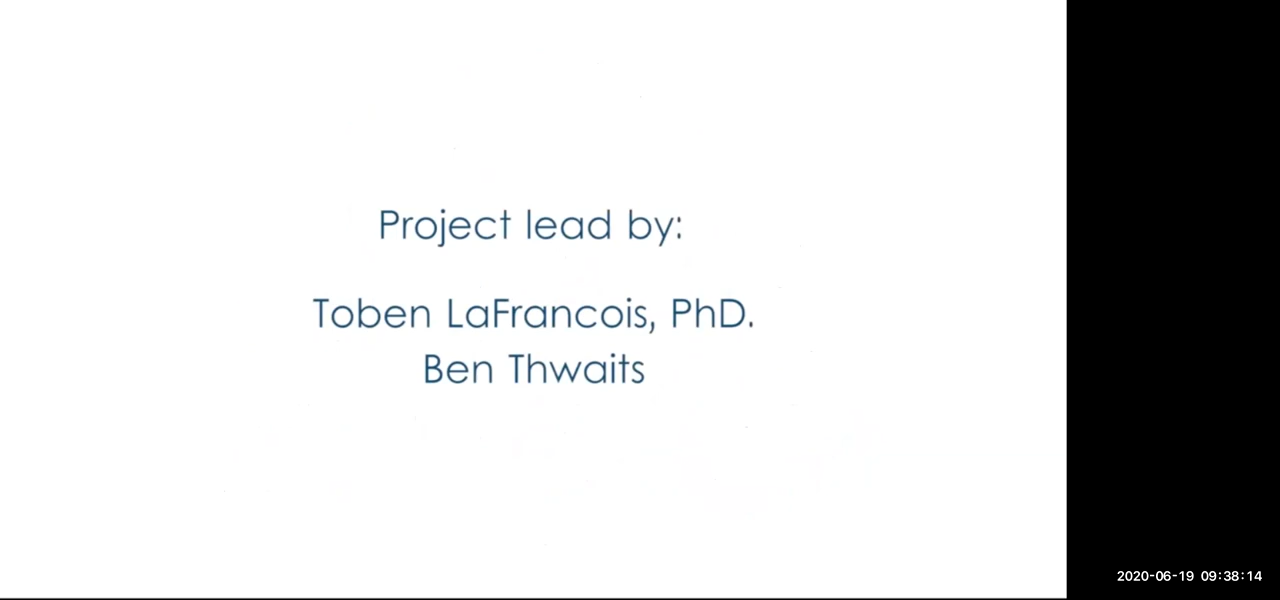 Project lead by:
Toben LaFrancois, PhD.
Ben Thwaits
2020-06-19 09:38:14